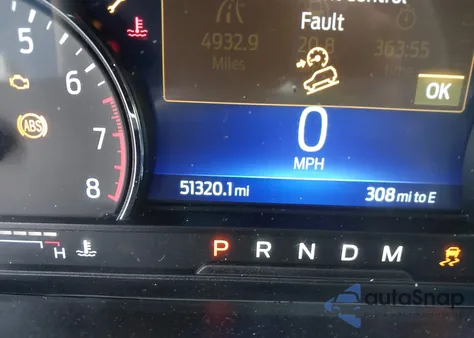 Control
Fault
4932.9
Miles
20.8
363:55
OK
5
6
7
8
ABS
0
MPH
51320.1 mi
308 mi to E
H
P R N D M
autoSnap